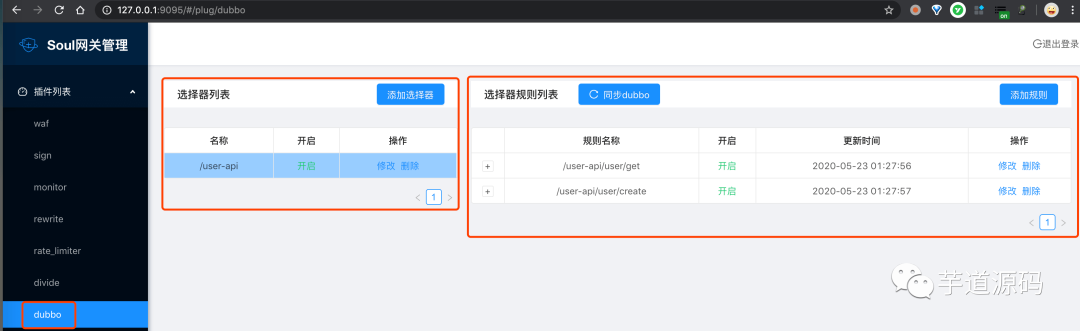 127.0.0.1:9095/#/plug/dubbo
on
Soul网关管理
退出登录
插件列表
waf
sign
monitor
rewrite
rate_limiter
divide
dubbo
选择器列表 添加选择器
名称 开启 操作
/user-api 开启 修改 删除
< 1 >
选择器规则列表 同步dubbo 添加规则
规则名称 开启 更新时间 操作
+ /user-api/user/get 开启 2020-05-23 01:27:56 修改 删除
+ /user-api/user/create 开启 2020-05-23 01:27:57 修改 删除
< 1 >
芋道源码